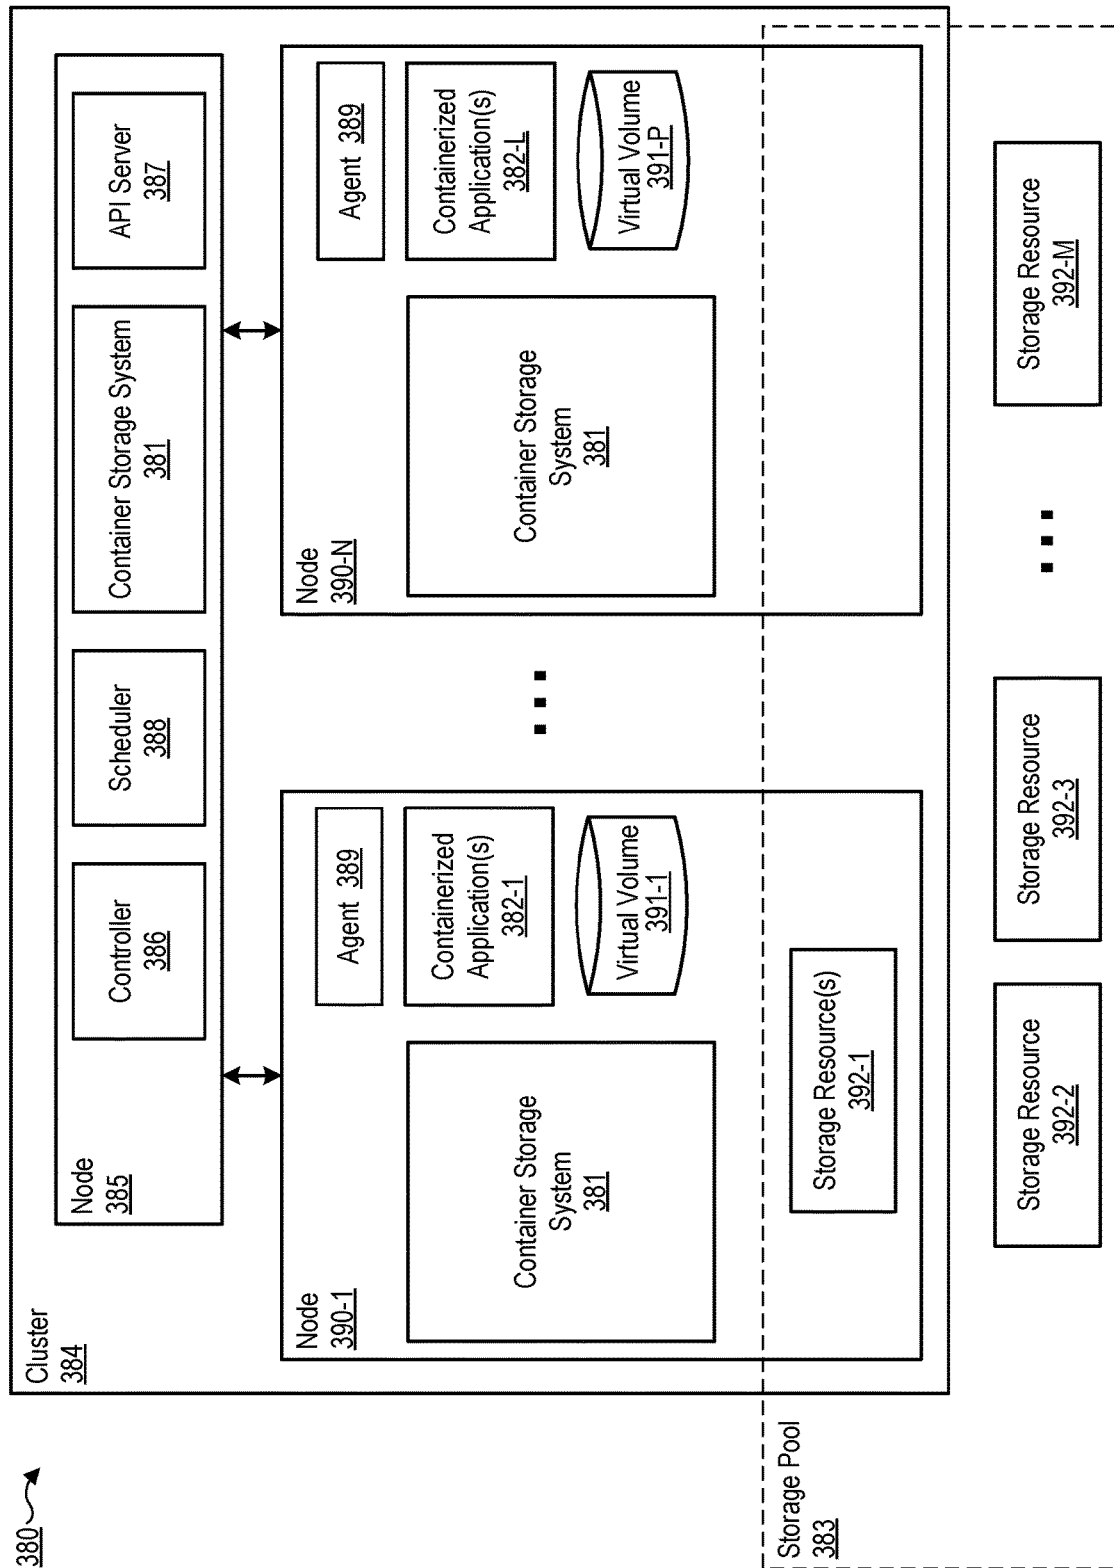 380
Cluster
384
Node
385
Controller
386
Scheduler
388
Container Storage System
381
API Server
387
Node
390-1
Agent 389
Containerized
Application(s)
382-1
Container Storage
System
381
Virtual Volume
391-1
Storage Resource(s)
392-1
Node
390-N
Agent 389
Containerized
Application(s)
382-L
Container Storage
System
381
Virtual Volume
391-P
Storage Pool
383
Storage Resource
392-2
Storage Resource
392-3
Storage Resource
392-M